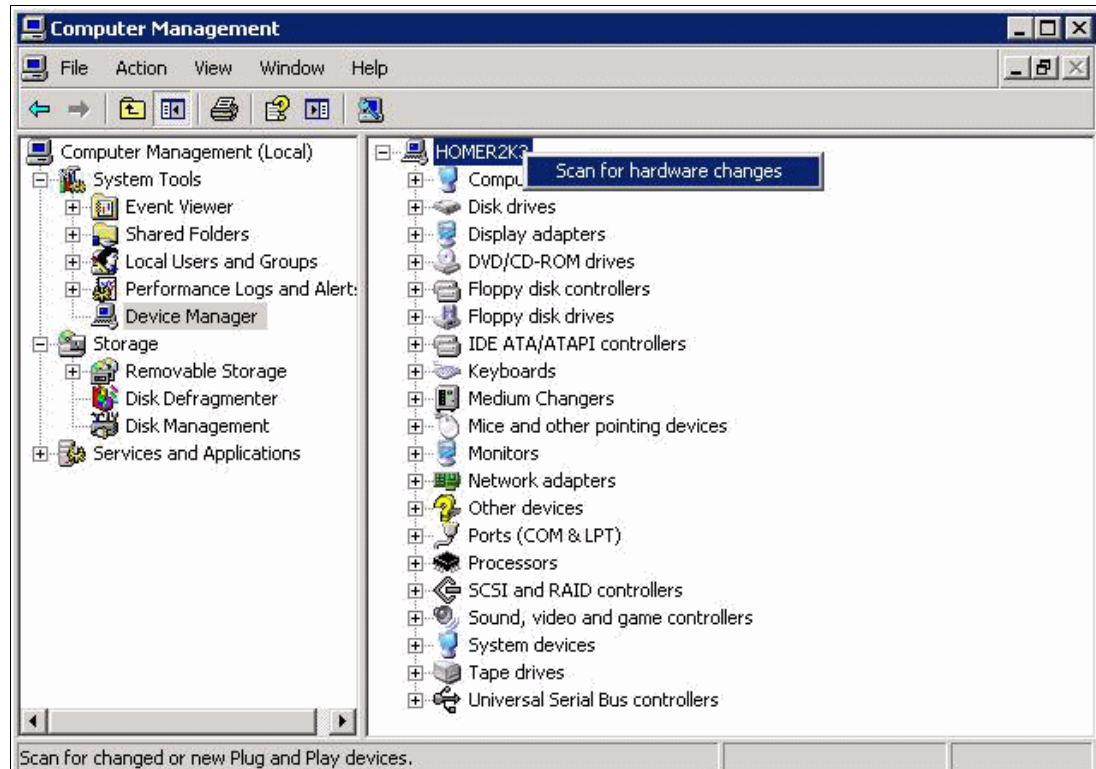 Computer Management
File Action View Window Help
Computer Management (Local)
System Tools
Event Viewer
Shared Folders
Local Users and Groups
Performance Logs and Alert
Device Manager
Storage
Removable Storage
Disk Defragmenter
Disk Management
Services and Applications
HOMER2K3
Scan for hardware changes
Compu
Disk drives
Display adapters
DVD/CD-ROM drives
Floppy disk controllers
Floppy disk drives
IDE ATA/ATAPI controllers
Keyboards
Medium Changers
Mice and other pointing devices
Monitors
Network adapters
Other devices
Ports (COM & LPT)
Processors
SCSI and RAID controllers
Sound, video and game controllers
System devices
Tape drives
Universal Serial Bus controllers
Scan for changed or new Plug and Play devices.